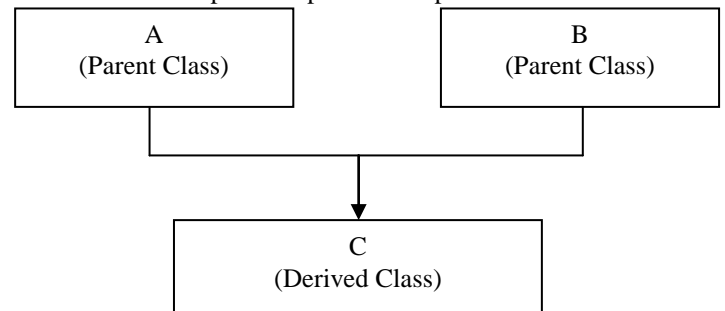 A
(Parent Class)
B
(Parent Class)
C
(Derived Class)